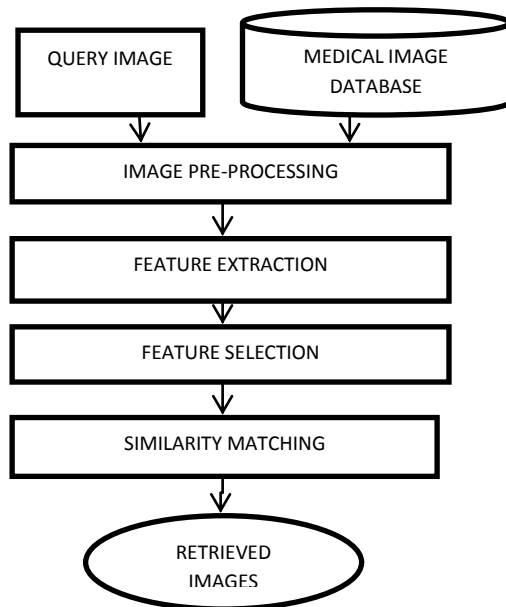 QUERY IMAGE
MEDICAL IMAGE
DATABASE
IMAGE PRE-PROCESSING
FEATURE EXTRACTION
FEATURE SELECTION
SIMILARITY MATCHING
RETRIEVED
IMAGES